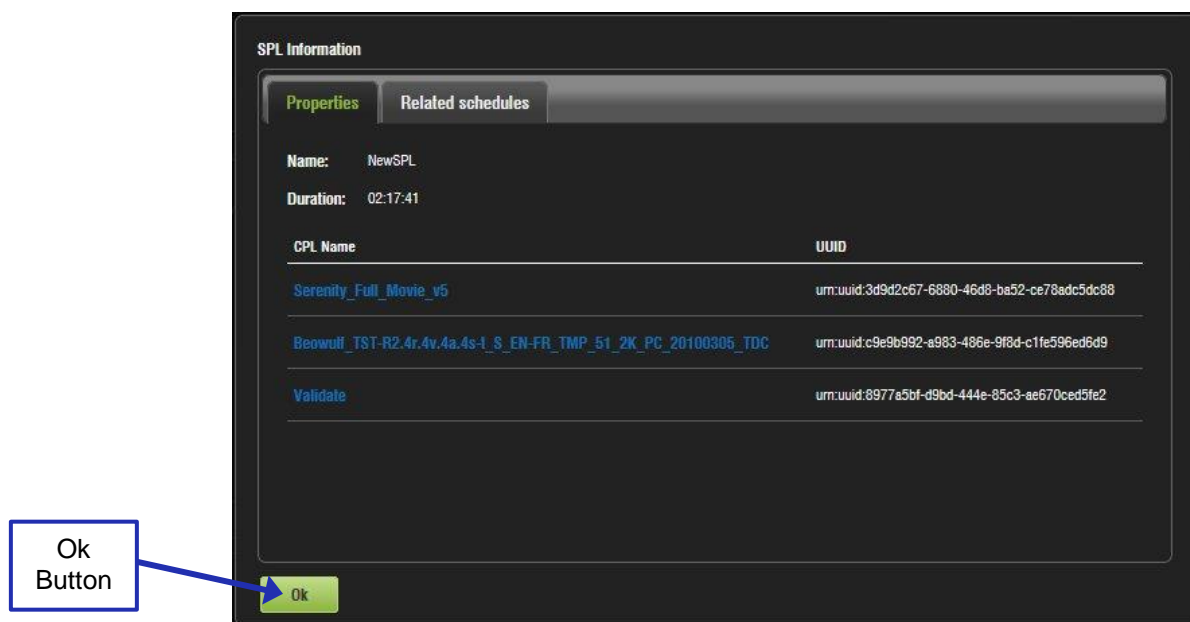 SPL Information
Properties Related schedules
Name: NewSPL
Duration: 02:17:41
CPL Name UUID
Serenity_Full_Movie_v5 urn:uuid:3d9d2c67-6880-46d8-ba52-ce78adc5dc88
Beowulf_TST-R2.4r.4v.4a.4s-t_S_EN-FR_TMP_51_2K_PC_20100305_TDC urn:uuid:c9e9b992-a983-486e-9f8d-c1fe596ed6d9
Validate urn:uuid:8977a5bf-d9bd-444e-85c3-ae670ced5fe2
Ok
Button
Ok